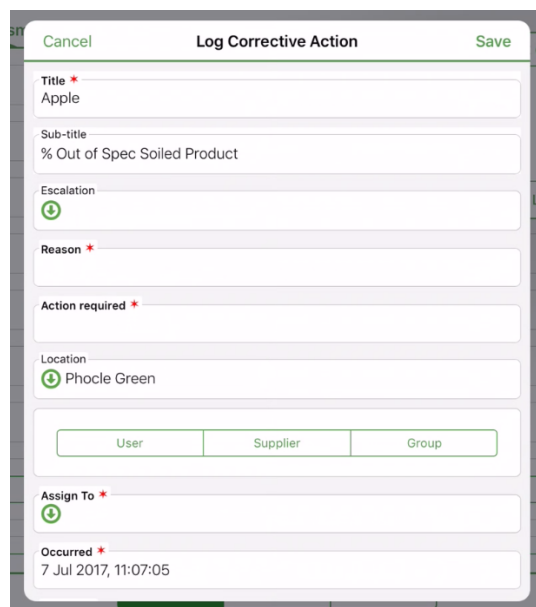 Cancel Log Corrective Action Save
Title *
Apple
Sub-title
% Out of Spec Soiled Product
Escalation
Reason *
Action required *
Location
Phocle Green
User Supplier Group
Assign To *
Occurred *
7 Jul 2017, 11:07:05